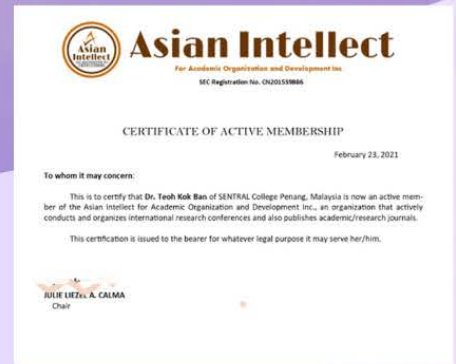 Asian
Intellect
Asian Intellect
For Academic Organization and Development Inc
SEC Registration No. CN201539886
CERTIFICATE OF ACTIVE MEMBERSHIP
February 23, 2021
To whom it may concern:
This is to certify that Dr. Teoh Kok Ban of SENTRAL College Penang, Malaysia is now an active mem-
ber of the Asian Intellect for Academic Organization and Development Inc., an organization that actively
conducts and organizes international research conferences and also publishes academic/research journals.
This certification is issued to the bearer for whatever legal purpose it may serve her/him.
JULIE LIEZEL A. CALMA
Chair